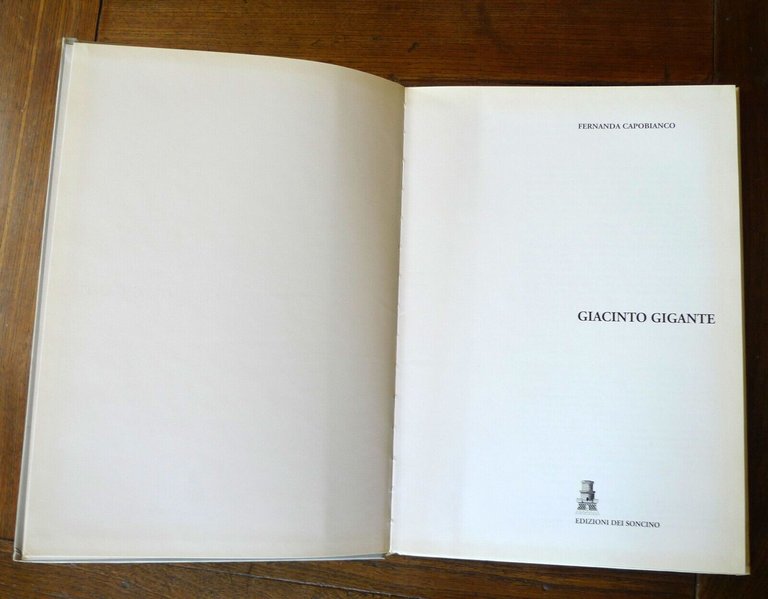 FERNANDA CAPOBIANCO
GIACINTO GIGANTE
EDIZIONI DEI SONCINO